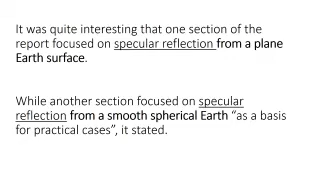 It was quite interesting that one section of the
report focused on specular reflection from a plane
Earth surface.
While another section focused on specular
reflection from a smooth spherical Earth “as a basis
for practical cases”, it stated.